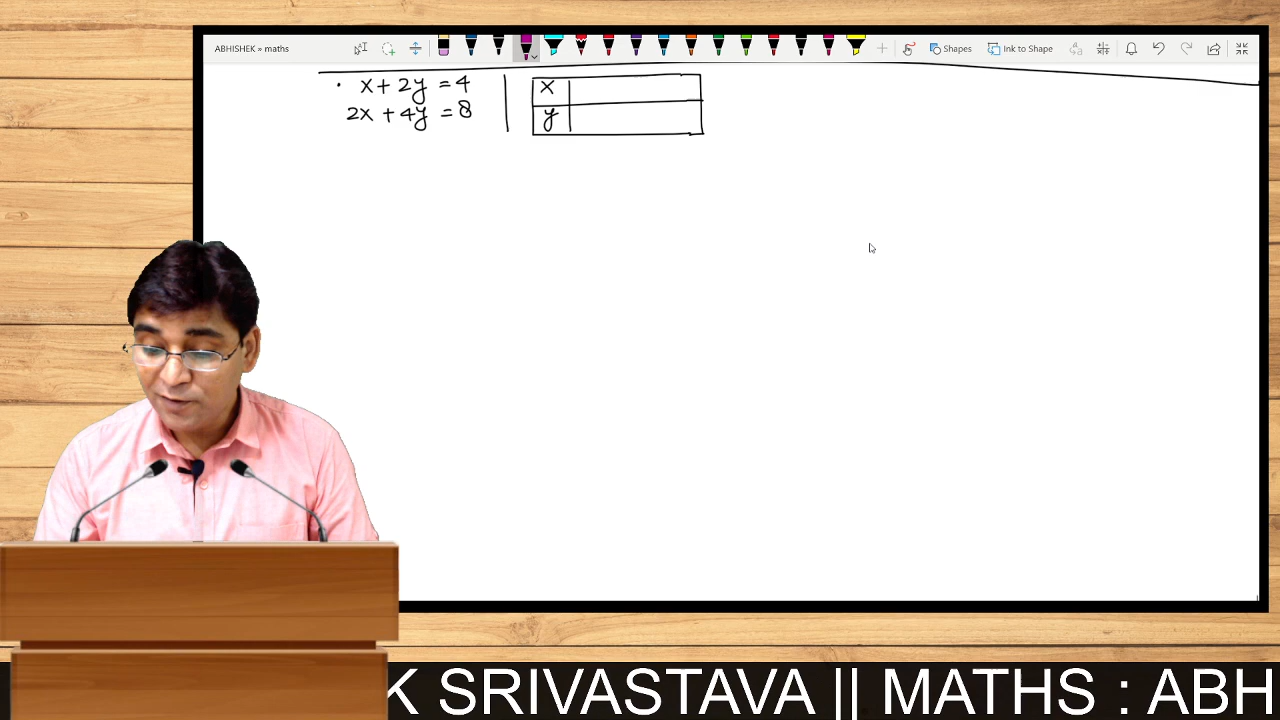 ABHISHEK » maths
Shapes
Ink to Shape
· x + 2y = 4
2x + 4y = 8
x
y
K SRIVASTAVA || MATHS : ABH